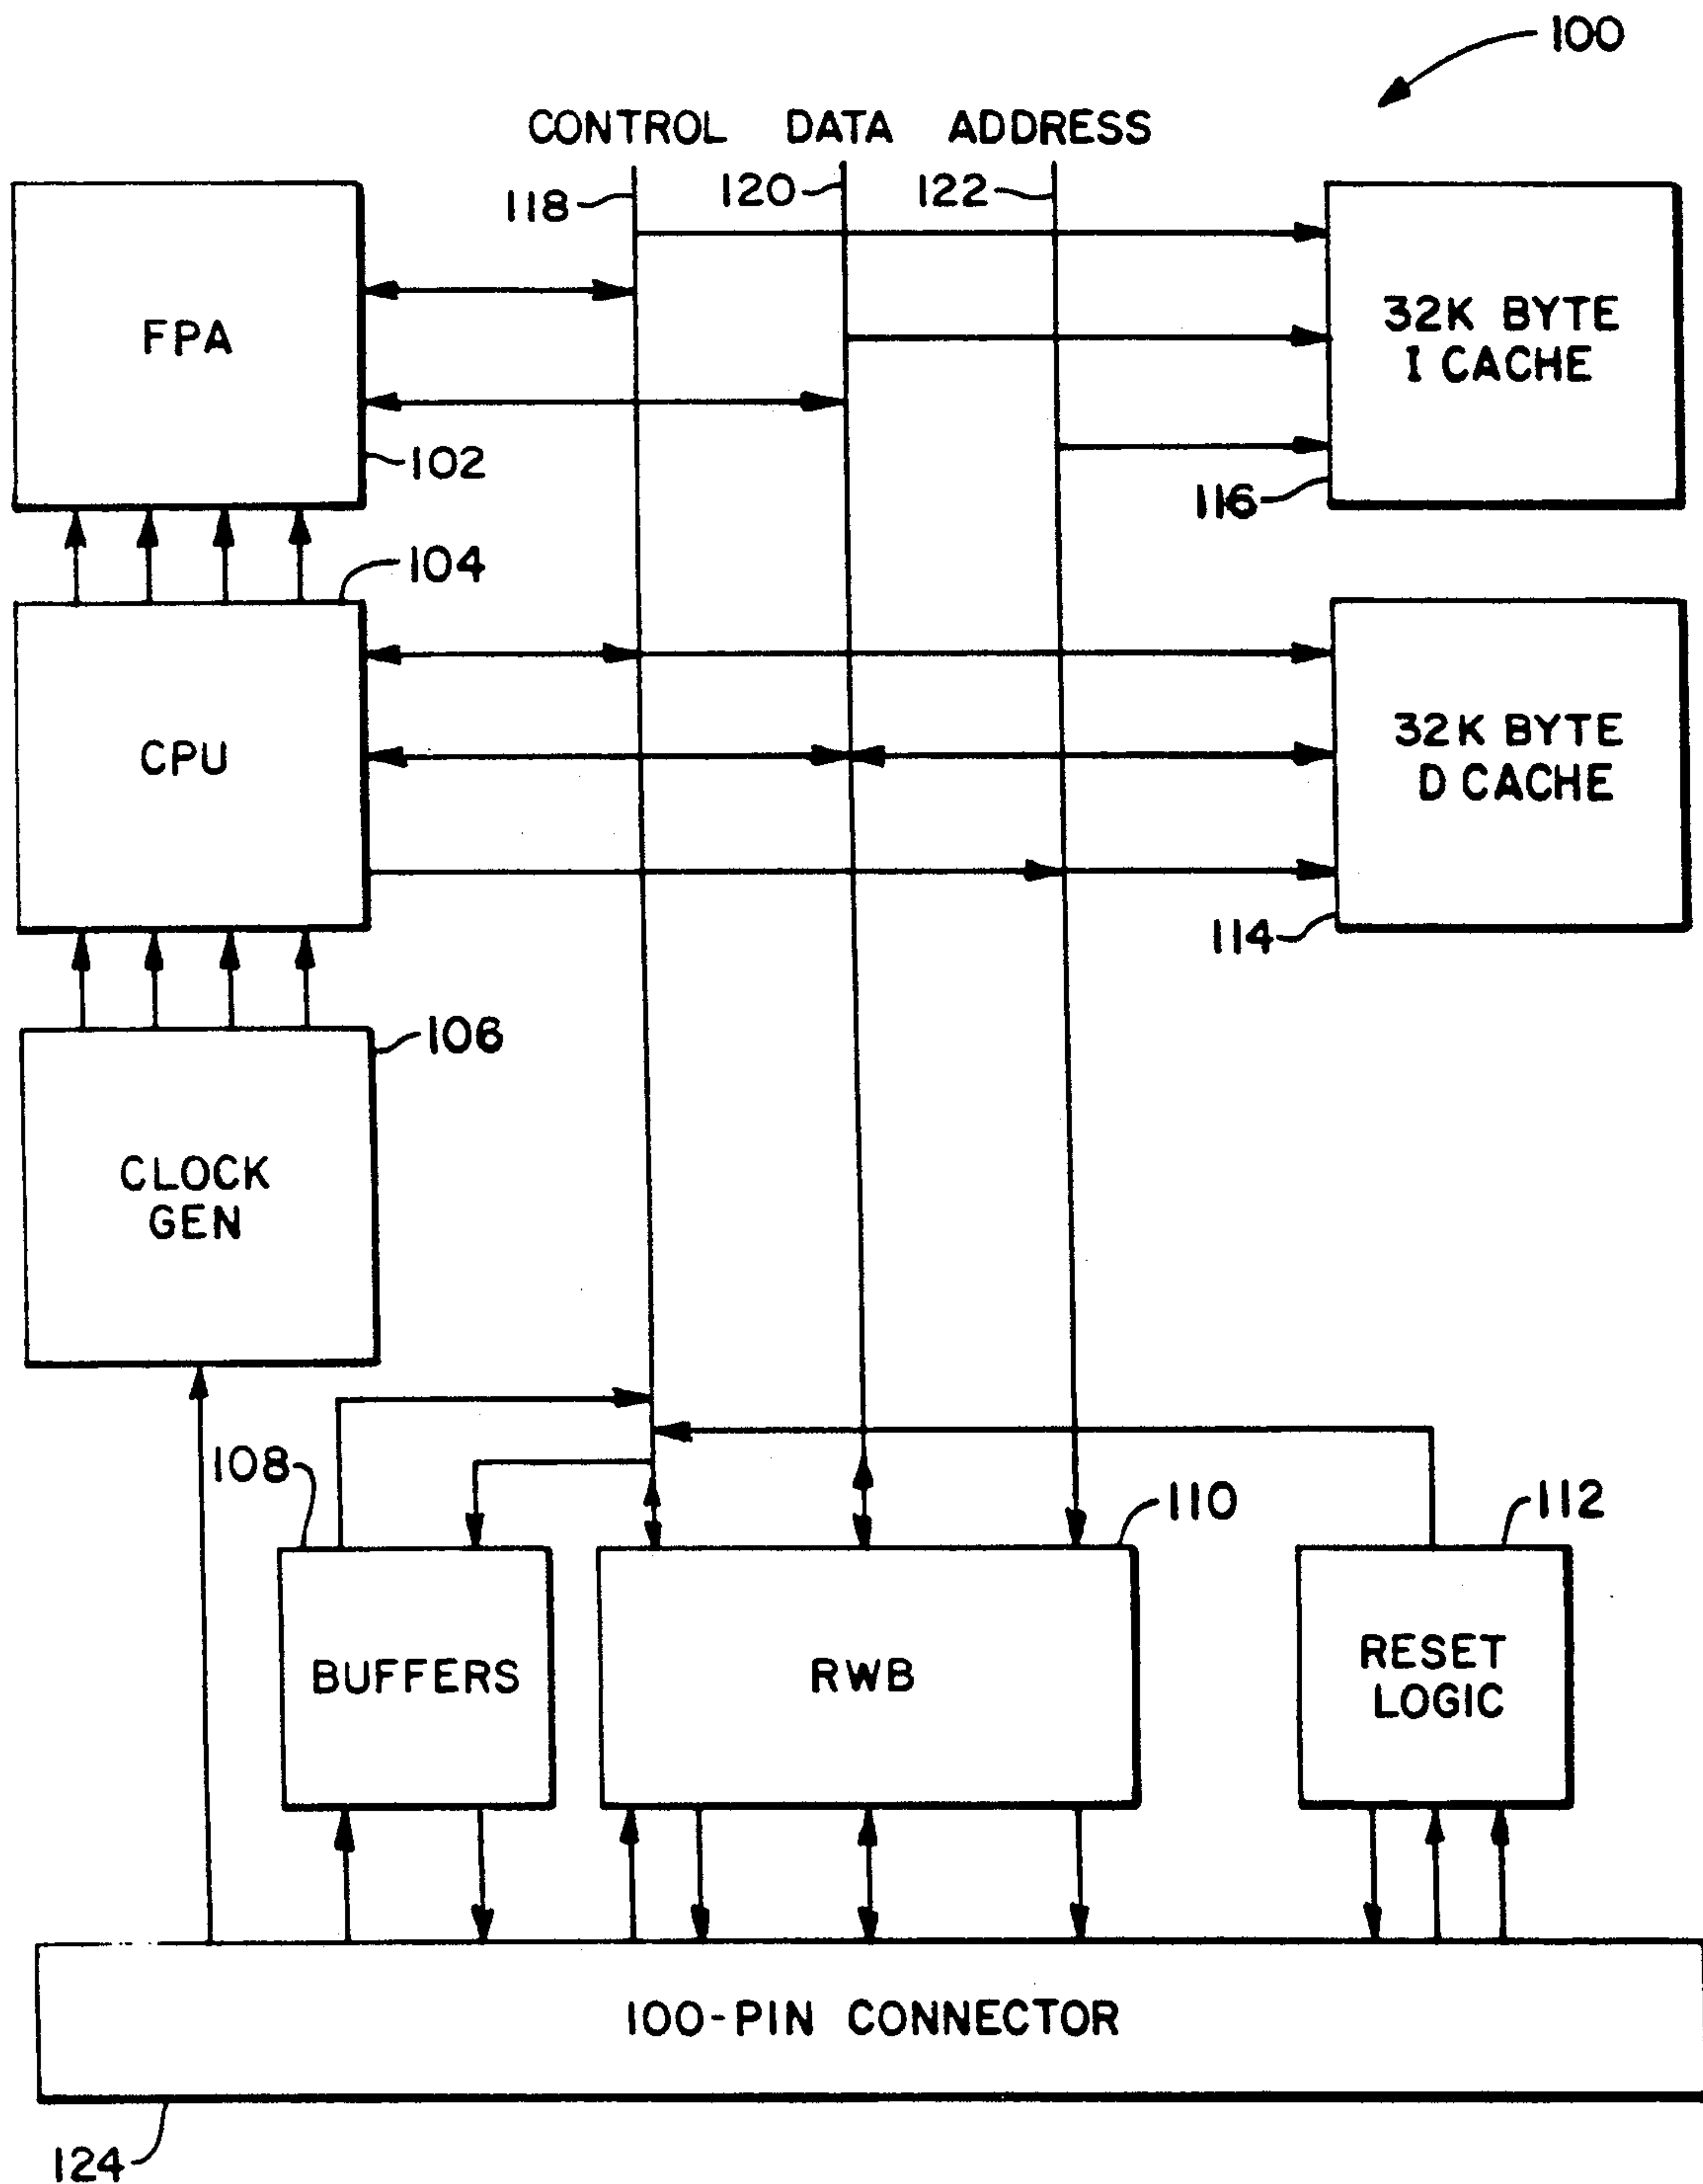 100
CONTROL DATA ADDRESS
118
120
122
FPA
102
32K BYTE
I CACHE
116
104
CPU
32K BYTE
D CACHE
114
106
CLOCK
GEN
108
110
112
BUFFERS
RWB
RESET
LOGIC
100-PIN CONNECTOR
124